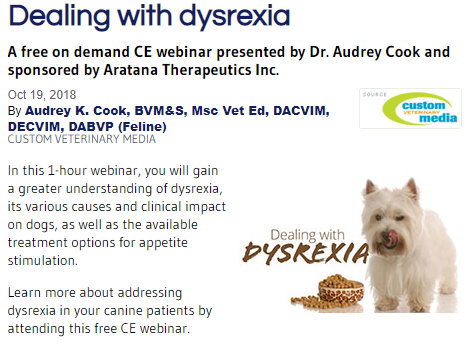 Dealing with dysrexia
A free on demand CE webinar presented by Dr. Audrey Cook and
sponsored by Aratana Therapeutics Inc.
Oct 19, 2018
By Audrey K. Cook, BVM&S, Msc Vet Ed, DACVIM,
DECVIM, DABVP (Feline)
CUSTOM VETERINARY MEDIA
SOURCE
custom
VETERINARY
media
In this 1-hour webinar, you will gain
a greater understanding of dysrexia,
its various causes and clinical impact
on dogs, as well as the available
treatment options for appetite
stimulation.
Learn more about addressing
dysrexia in your canine patients by
attending this free CE webinar.
Dealing with
DYSREXIA